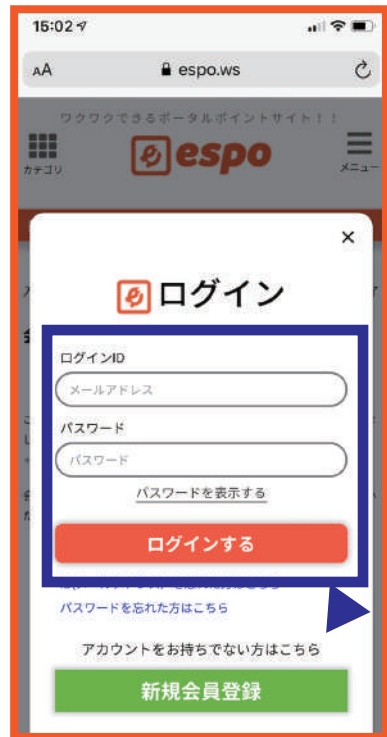 15:02
AA espo.ws
ワクワクできるポータルポイントサイト！！
カテゴリ
espo
メニュー
×
ログイン
ログインID
メールアドレス
パスワード
パスワード
パスワードを表示する
ログインする
パスワードを忘れた方はこちら
アカウントをお持ちでない方はこちら
新規会員登録